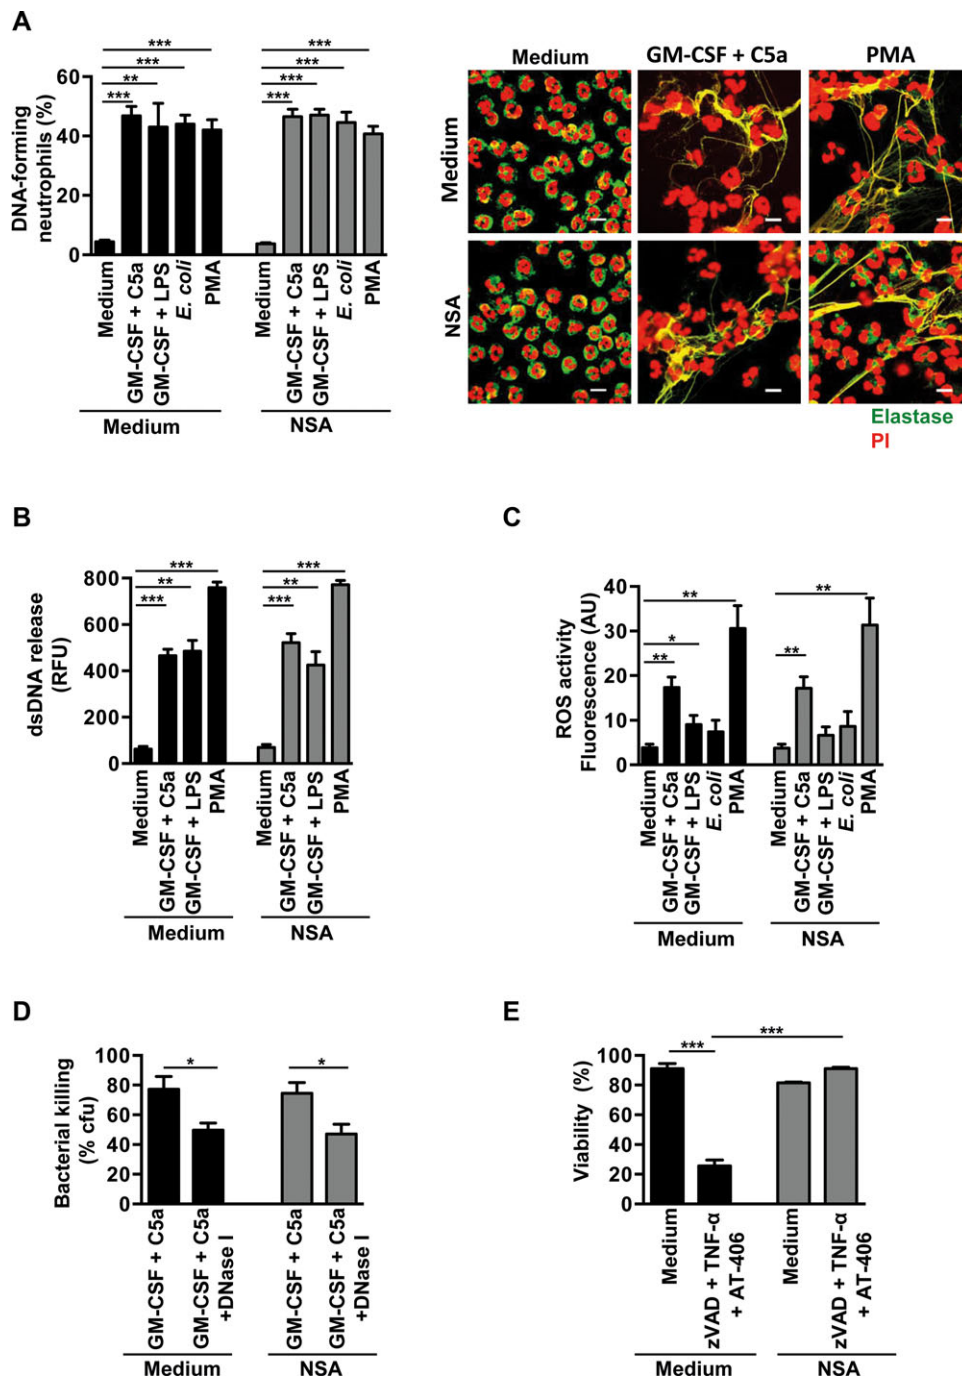 A
DNA-forming
neutrophils (%)
60
40
20
0
***
***
**
***
***
***
***
***
Medium
GM-CSF + C5a
GM-CSF + LPS
E. coli
PMA
Medium
GM-CSF + C5a
GM-CSF + LPS
E. coli
PMA
Medium
NSA
Medium
GM-CSF + C5a
PMA
Medium
NSA
Elastase
PI
B
dsDNA release
(RFU)
800
600
400
200
0
***
**
***
***
**
***
Medium
GM-CSF + C5a
GM-CSF + LPS
PMA
Medium
GM-CSF + C5a
GM-CSF + LPS
PMA
Medium
NSA
C
ROS activity
Fluorescence (AU)
40
30
20
10
0
**
*
**
**
**
Medium
GM-CSF + C5a
GM-CSF + LPS
E. coli
PMA
Medium
GM-CSF + C5a
GM-CSF + LPS
E. coli
PMA
Medium
NSA
D
Bacterial killing
(% cfu)
100
80
60
40
20
0
*
*
GM-CSF + C5a
GM-CSF + C5a
+DNase I
GM-CSF + C5a
GM-CSF + C5a
+DNase I
Medium
NSA
E
Viability (%)
100
80
60
40
20
0
***
***
Medium
zVAD + TNF-α
+ AT-406
Medium
zVAD + TNF-α
+ AT-406
Medium
NSA